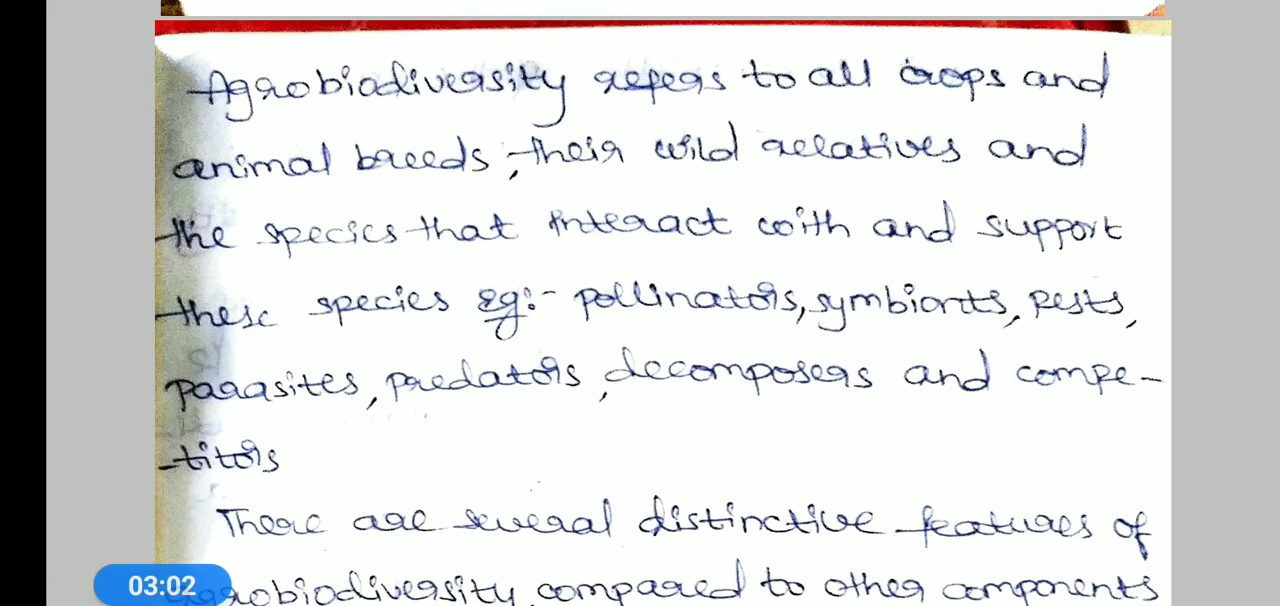 Agrobiodiversity refers to all crops and
animal breeds, their wild relatives and
the species that interact with and support
these species eg:- pollinators, symbionts, pests,
parasites, predators, decomposers and compe-
-titors
There are several distinctive features of
agrobiodiversity compared to other components
03:02